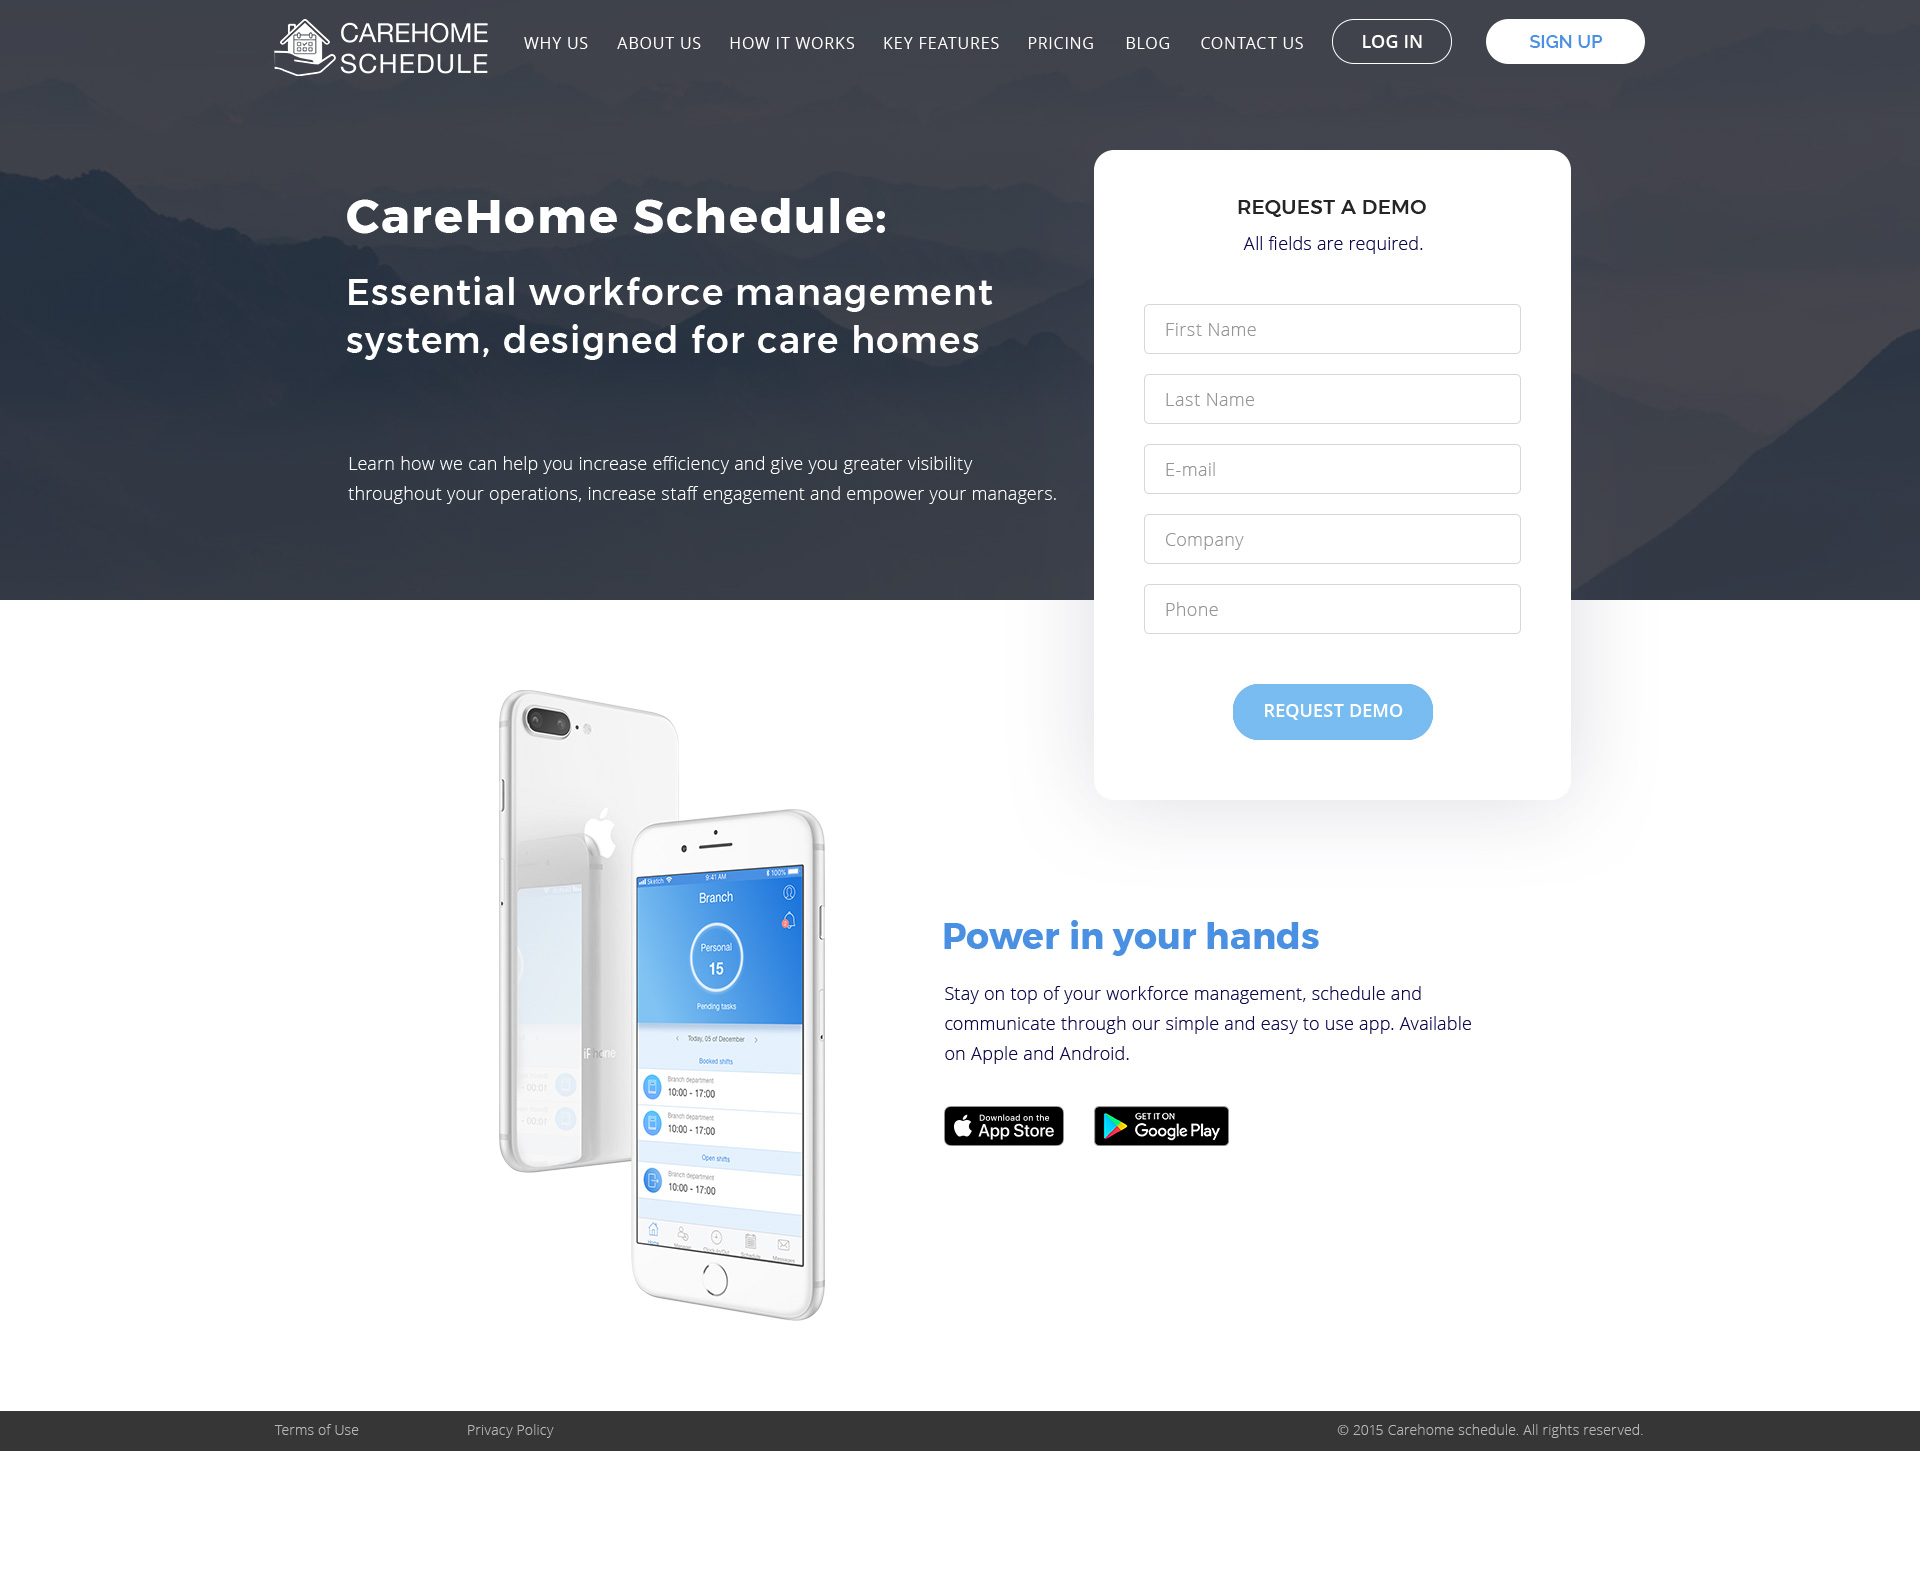 CAREHOME
SCHEDULE
WHY US
ABOUT US
HOW IT WORKS
KEY FEATURES
PRICING
BLOG
CONTACT US
LOG IN
SIGN UP
CareHome Schedule:
Essential workforce management
system, designed for care homes
Learn how we can help you increase efficiency and give you greater visibility
throughout your operations, increase staff engagement and empower your managers.
REQUEST A DEMO
All fields are required.
First Name
Last Name
E-mail
Company
Phone
REQUEST DEMO
iPhone
Sketch
9:41 AM
100%
Branch
Personal
15
Pending tasks
Today, 05 of December
Booked shifts
Branch department
10:00 - 17:00
Branch department
10:00 - 17:00
Open shifts
Branch department
10:00 - 17:00
Power in your hands
Stay on top of your workforce management, schedule and
communicate through our simple and easy to use app. Available
on Apple and Android.
Download on the
App Store
GET IT ON
Google Play
Terms of Use
Privacy Policy
© 2015 Carehome schedule. All rights reserved.